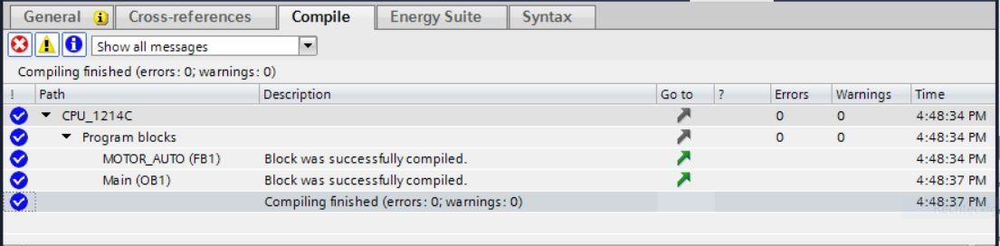 General Cross-references Compile Energy Suite Syntax
Show all messages
Compiling finished (errors: 0; warnings: 0)
! Path Description Go to ? Errors Warnings Time
CPU_1214C 0 0 4:48:34 PM
Program blocks 0 0 4:48:34 PM
MOTOR_AUTO (FB1) Block was successfully compiled. 4:48:34 PM
Main (OB1) Block was successfully compiled. 4:48:37 PM
Compiling finished (errors: 0; warnings: 0) 4:48:37 PM